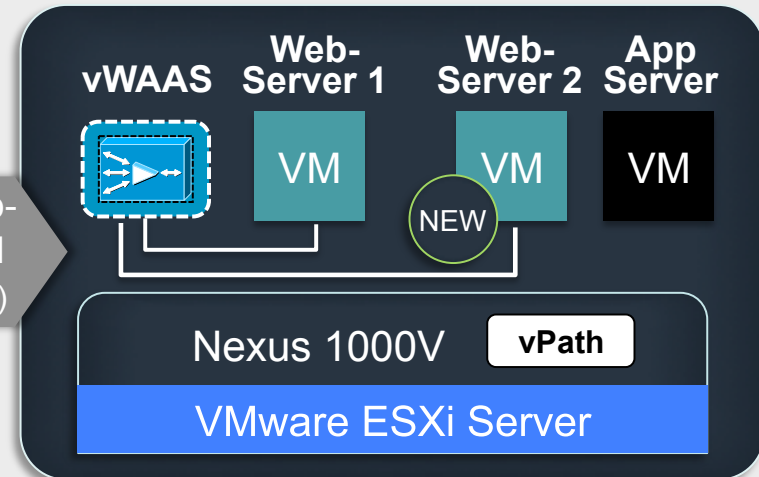 vWAAS
Web-
Server 1
Web-
Server 2
App
Server
VM
VM
VM
NEW
)
Nexus 1000V
vPath
VMware ESXi Server